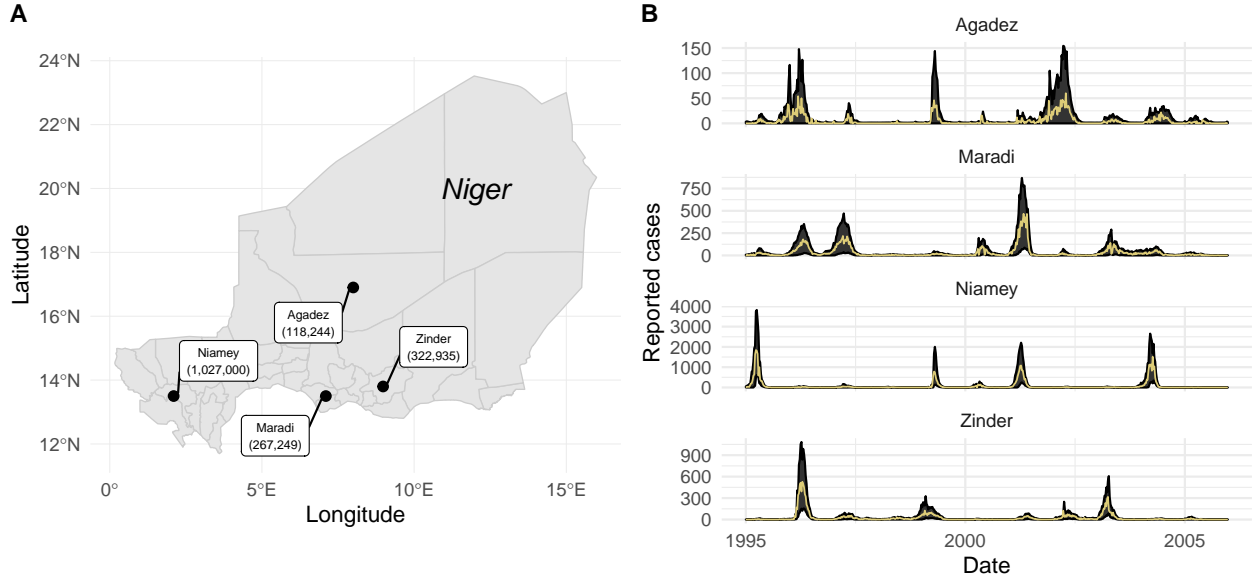 A
24°N
22°N
20°N
18°N
16°N
14°N
12°N
Latitude
Niger
Agadez
(118,244)
Zinder
(322,935)
Niamey
(1,027,000)
Maradi
(267,249)
0°
5°E
10°E
15°E
Longitude
B
Reported cases
Agadez
150
100
50
0
Maradi
750
500
250
0
Niamey
4000
3000
2000
1000
0
Zinder
900
600
300
0
1995
2000
2005
Date